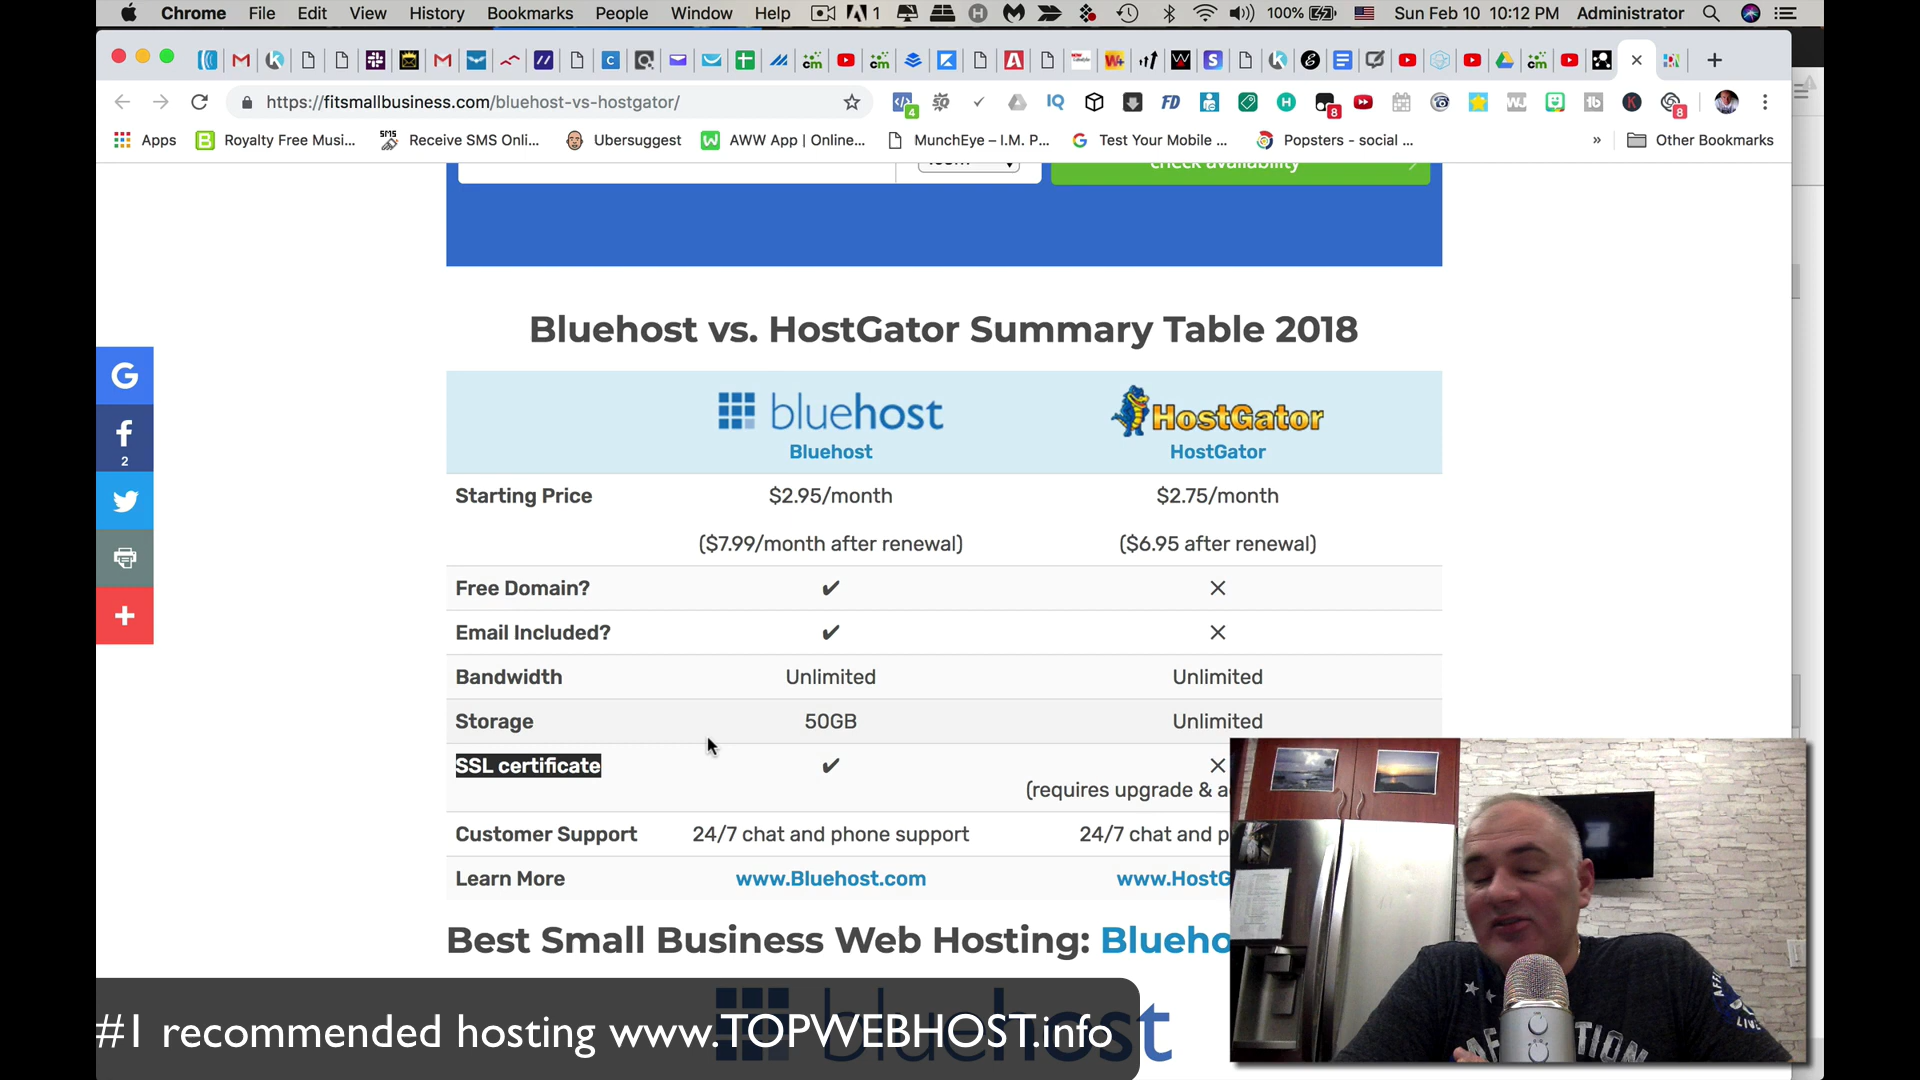 Chrome File Edit View History Bookmarks People Window Help 1 100% Sun Feb 10 10:12 PM Administrator
https://fitsmallbusiness.com/bluehost-vs-hostgator/
Apps Royalty Free Musi... Receive SMS Onli... Ubersuggest AWW App | Online... MunchEye – I.M. P... Test Your Mobile ... Popsters - social ... » Other Bookmarks
check availability
Bluehost vs. HostGator Summary Table 2018
bluehost HostGator
Bluehost HostGator
Starting Price $2.95/month $2.75/month
($7.99/month after renewal) ($6.95 after renewal)
Free Domain? ✔ ✕
Email Included? ✔ ✕
Bandwidth Unlimited Unlimited
Storage 50GB Unlimited
SSL certificate ✔ ✕
(requires upgrade & a
Customer Support 24/7 chat and phone support 24/7 chat and p
Learn More www.Bluehost.com www.HostG
Best Small Business Web Hosting: Blueho
bluehost
#1 recommended hosting www.TOPWEBHOST.info
2